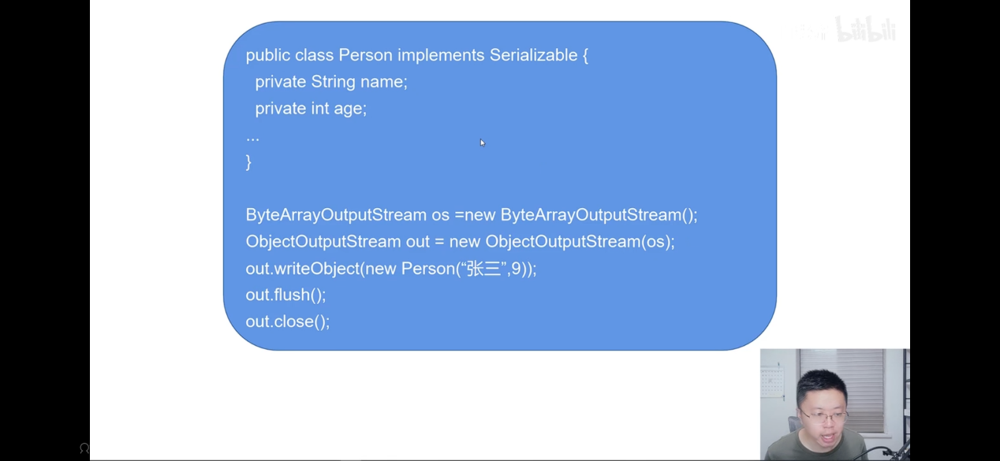 bilibili
public class Person implements Serializable {
private String name;
private int age;
...
}
ByteArrayOutputStream os =new ByteArrayOutputStream();
ObjectOutputStream out = new ObjectOutputStream(os);
out.writeObject(new Person(“张三”,9));
out.flush();
out.close();